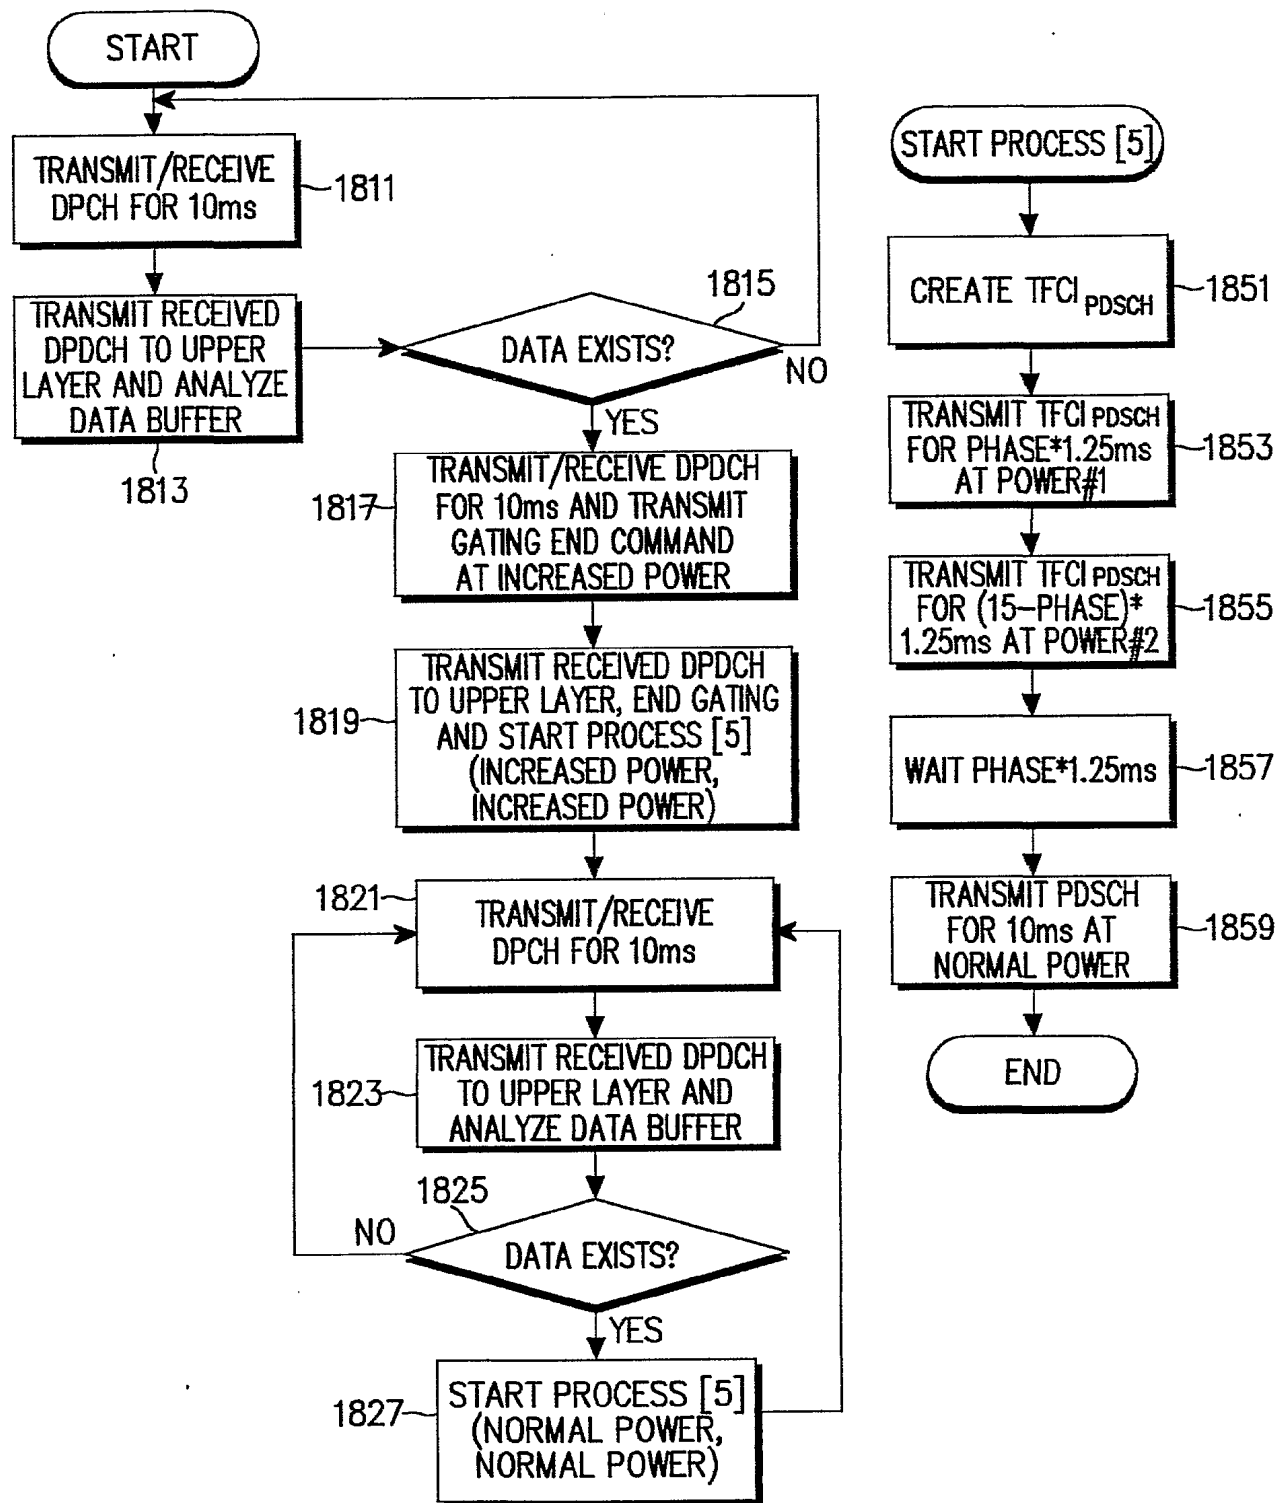 START
TRANSMIT/RECEIVE
DPCH FOR 10ms
1811
TRANSMIT RECEIVED
DPDCH TO UPPER
LAYER AND ANALYZE
DATA BUFFER
1813
1815
DATA EXISTS?
NO
YES
1817
TRANSMIT/RECEIVE DPDCH
FOR 10ms AND TRANSMIT
GATING END COMMAND
AT INCREASED POWER
1819
TRANSMIT RECEIVED DPDCH
TO UPPER LAYER, END GATING
AND START PROCESS [5]
(INCREASED POWER,
INCREASED POWER)
1821
TRANSMIT/RECEIVE
DPCH FOR 10ms
1823
TRANSMIT RECEIVED DPDCH
TO UPPER LAYER AND
ANALYZE DATA BUFFER
1825
NO
DATA EXISTS?
YES
1827
START PROCESS [5]
(NORMAL POWER,
NORMAL POWER)
START PROCESS [5]
CREATE TFCI PDSCH
1851
TRANSMIT TFCI PDSCH
FOR PHASE*1.25ms
AT POWER#1
1853
TRANSMIT TFCI PDSCH
FOR (15-PHASE)*
1.25ms AT POWER#2
1855
WAIT PHASE*1.25ms
1857
TRANSMIT PDSCH
FOR 10ms AT
NORMAL POWER
1859
END